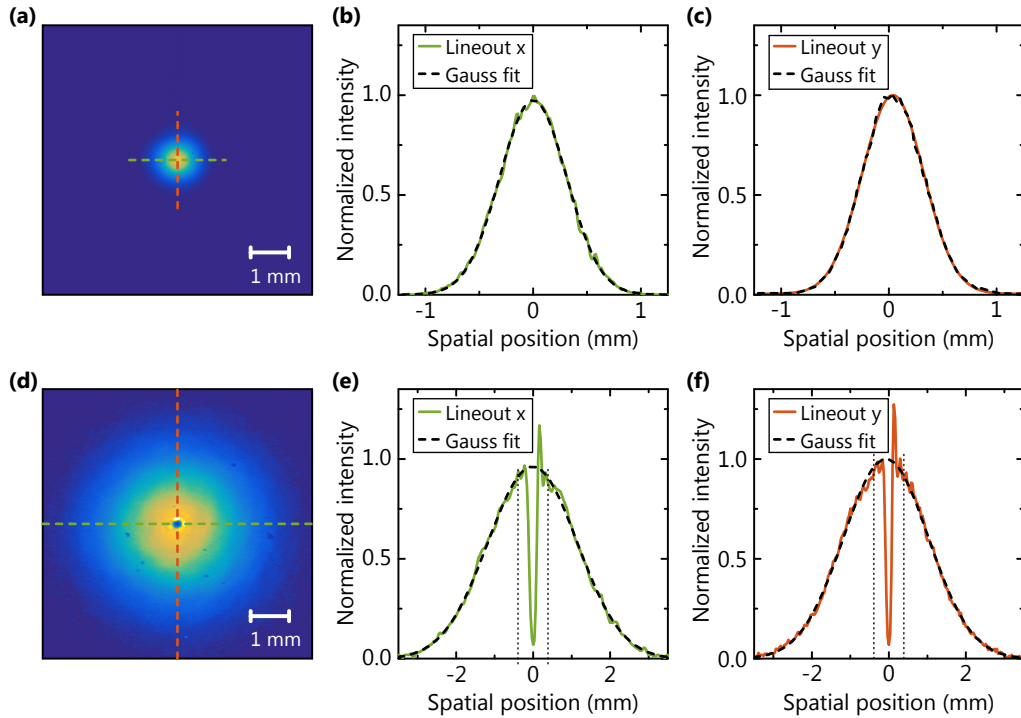 (a)
1 mm
(b)
Normalized intensity
1.0
0.5
0.0
Lineout x
Gauss fit
-1
0
1
Spatial position (mm)
(c)
Normalized intensity
1.0
0.5
0.0
Lineout y
Gauss fit
-1
0
1
Spatial position (mm)
(d)
1 mm
(e)
Normalized intensity
1.0
0.5
0.0
Lineout x
Gauss fit
-2
0
2
Spatial position (mm)
(f)
Normalized intensity
1.0
0.5
0.0
Lineout y
Gauss fit
-2
0
2
Spatial position (mm)